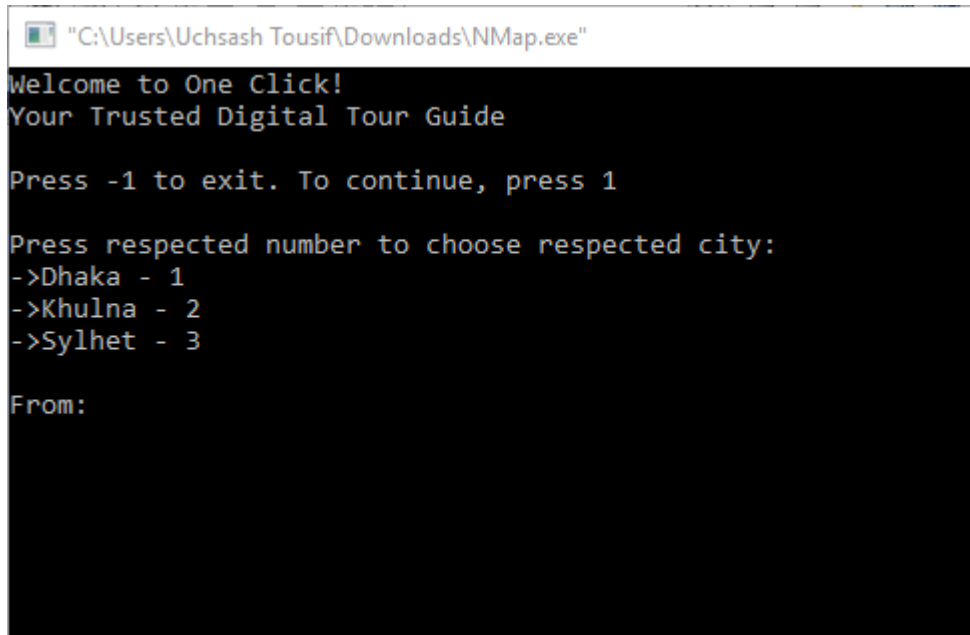 "C:\Users\Uchsash Tousif\Downloads\NMap.exe"
Welcome to One Click!
Your Trusted Digital Tour Guide
Press -1 to exit. To continue, press 1
Press respected number to choose respected city:
->Dhaka - 1
->Khulna - 2
->Sylhet - 3
From: